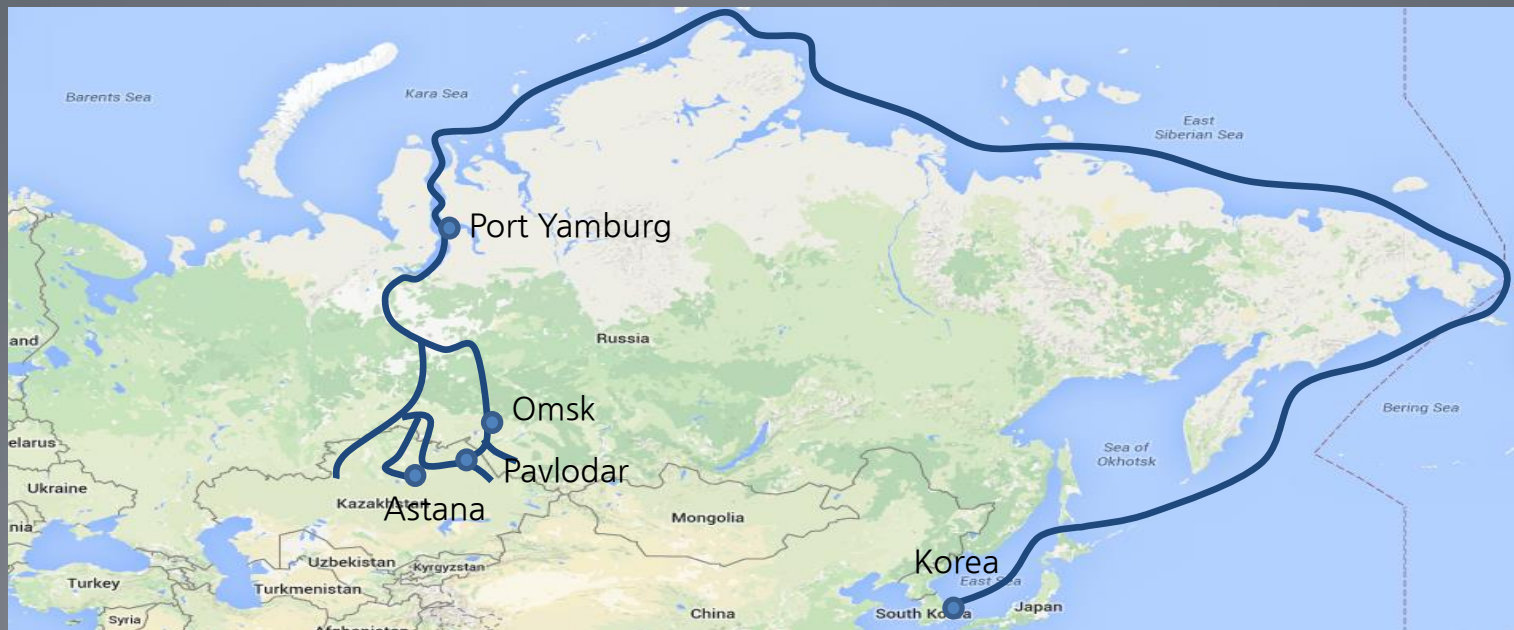 Barents Sea
Kara Sea
East
Siberian Sea
Port Yamburg
Russia
and
Omsk
Bering Sea
elarus
Sea of
Okhotsk
Pavlodar
Ukraine
Kazakhstan
Astana
Mongolia
nia
Korea
Uzbekistan
Kyrgyzstan
East Sea
Turkey
Turkmenistan
China
South Korea
Japan
Syria
Afghanistan